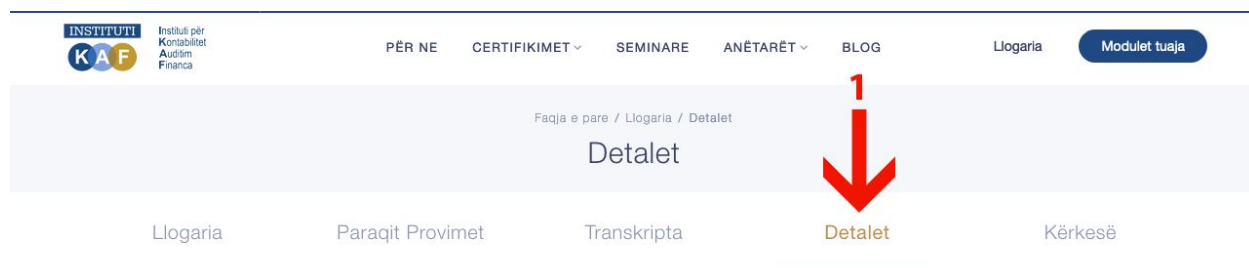 INSTITUTI
KAF
Instituti për
Kontabilitet
Auditim
Financa
PËR NE CERTIFIKIMET SEMINARE ANËTARËT BLOG Llogaria Modulet tuaja
1
Faqja e pare / Llogaria / Detalet
Detalet
Llogaria Paraqit Provimet Transkripta Detalet Kërkesë